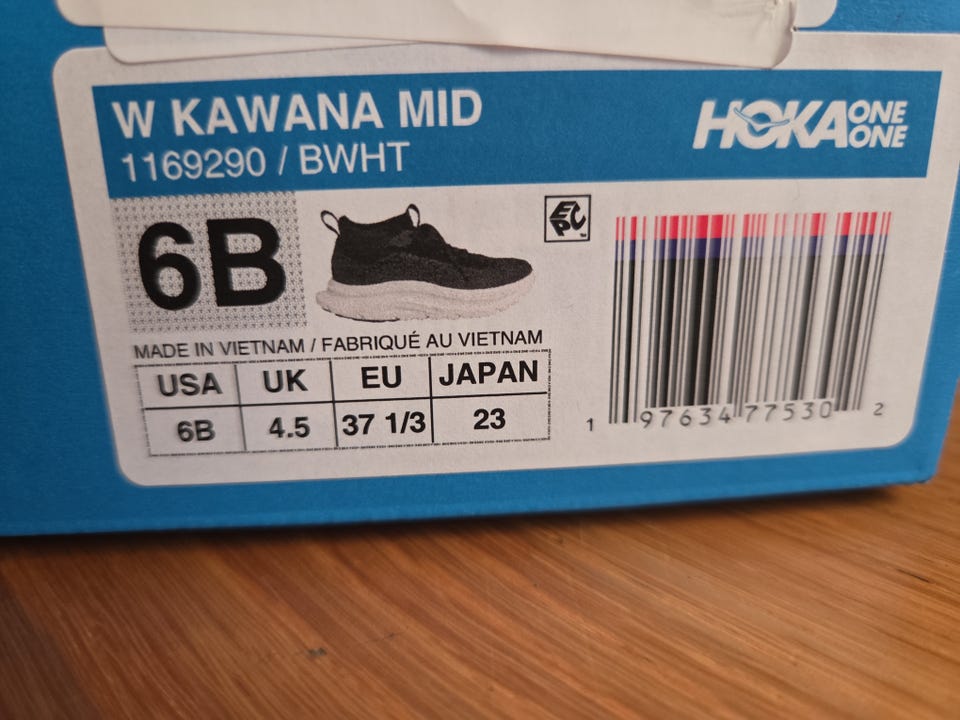 W KAWANA MID
1169290 / BWHT
HOKA ONE ONE
6B
EPC
MADE IN VIETNAM / FABRIQUÉ AU VIETNAM
USA UK EU JAPAN
6B 4.5 37 1/3 23
1 97634 77530 2